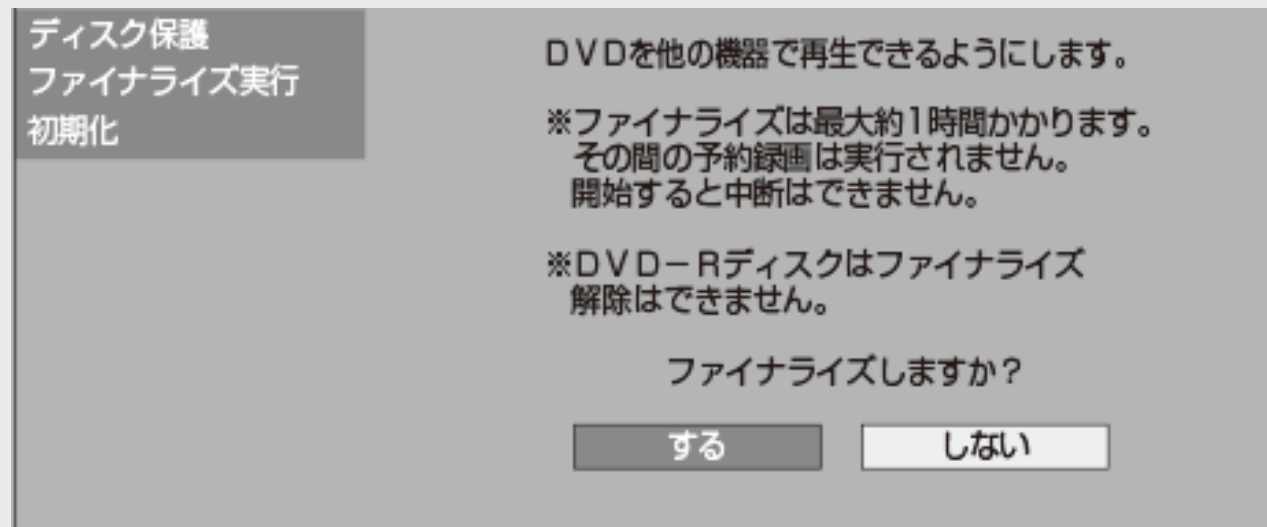 ディスク保護
ファイナライズ実行
初期化
DVDを他の機器で再生できるようにします。
※ファイナライズは最大約1時間かかります。
その間の予約録画は実行されません。
開始すると中断はできません。
※DVD－Rディスクはファイナライズ
解除はできません。
ファイナライズしますか？
する
しない